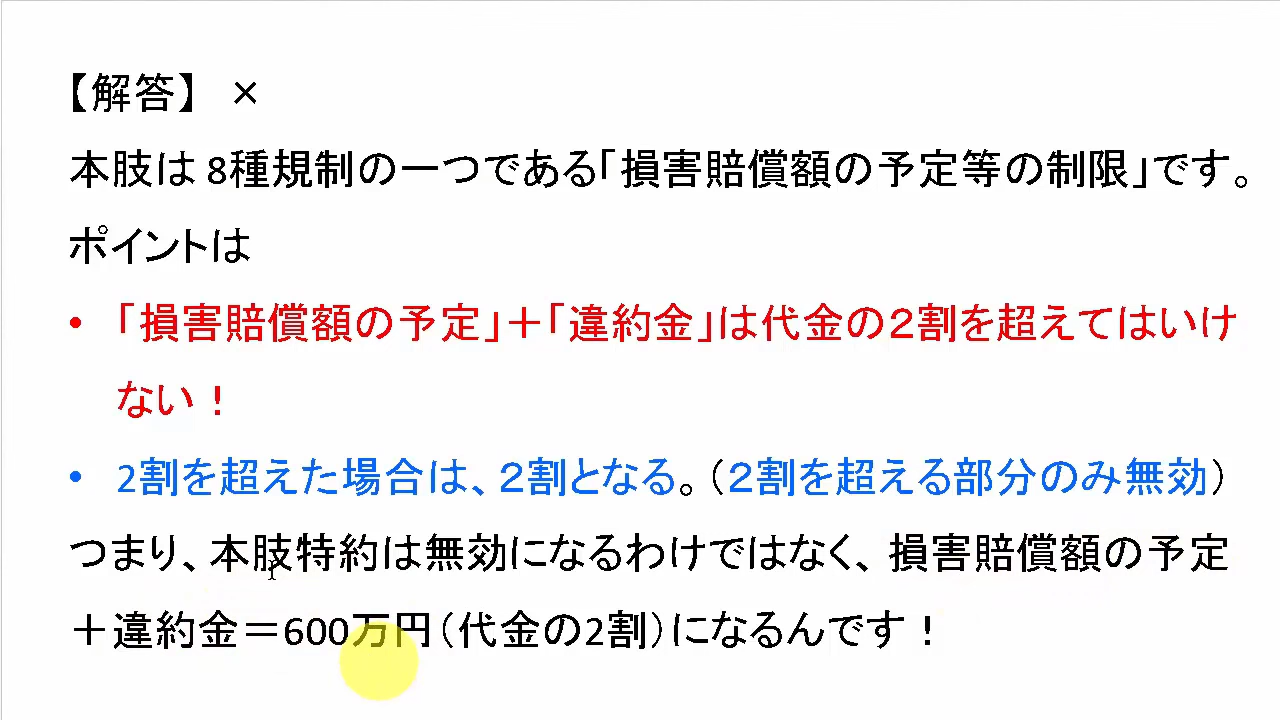 【解答】 ×
本肢は 8種規制の一つである「損害賠償額の予定等の制限」です。
ポイントは
• 「損害賠償額の予定」＋「違約金」は代金の２割を超えてはいけ
ない！
• 2割を超えた場合は、２割となる。（２割を超える部分のみ無効）
つまり、本肢特約は無効になるわけではなく、損害賠償額の予定
＋違約金＝600万円（代金の2割）になるんです！